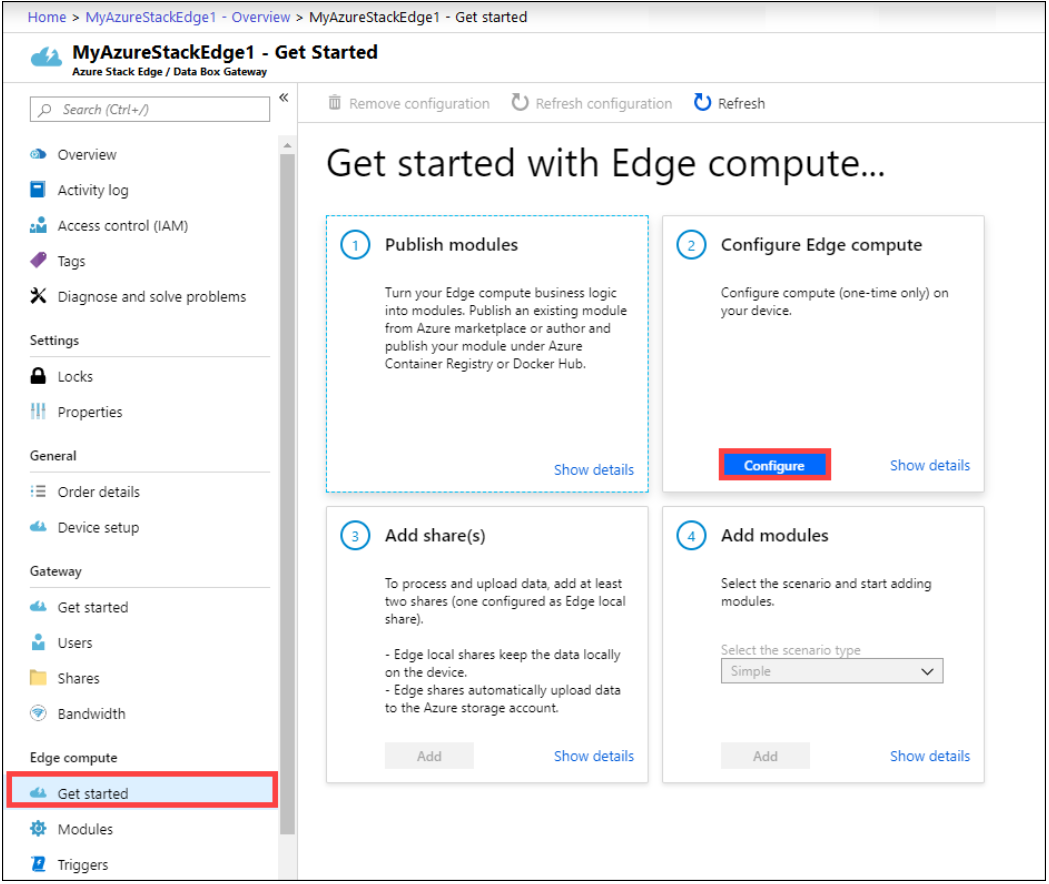 Home > MyAzureStackEdge1 - Overview > MyAzureStackEdge1 - Get started
MyAzureStackEdge1 - Get Started
Azure Stack Edge / Data Box Gateway
Search (Ctrl+/)
«
Overview
Activity log
Access control (IAM)
Tags
Diagnose and solve problems
Settings
Locks
Properties
General
Order details
Device setup
Gateway
Get started
Users
Shares
Bandwidth
Edge compute
Get started
Modules
Triggers
Remove configuration
Refresh configuration
Refresh
Get started with Edge compute...
1
Publish modules
Turn your Edge compute business logic
into modules. Publish an existing module
from Azure marketplace or author and
publish your module under Azure
Container Registry or Docker Hub.
Show details
2
Configure Edge compute
Configure compute (one-time only) on
your device.
Configure
Show details
3
Add share(s)
To process and upload data, add at least
two shares (one configured as Edge local
share).
- Edge local shares keep the data locally
on the device.
- Edge shares automatically upload data
to the Azure storage account.
Add
Show details
4
Add modules
Select the scenario and start adding
modules.
Select the scenario type
Simple
Add
Show details